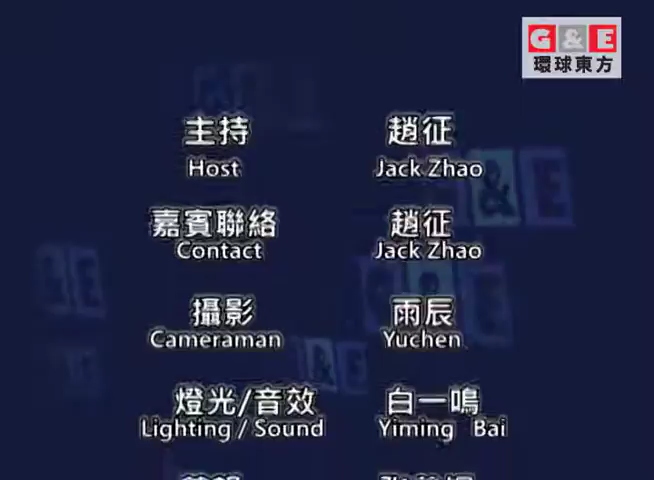 G&E
環球東方
主持 趙征
Host Jack Zhao
嘉賓聯絡 趙征
Contact Jack Zhao
攝影 雨辰
Cameraman Yuchen
燈光/音效 白一鳴
Lighting / Sound Yiming Bai